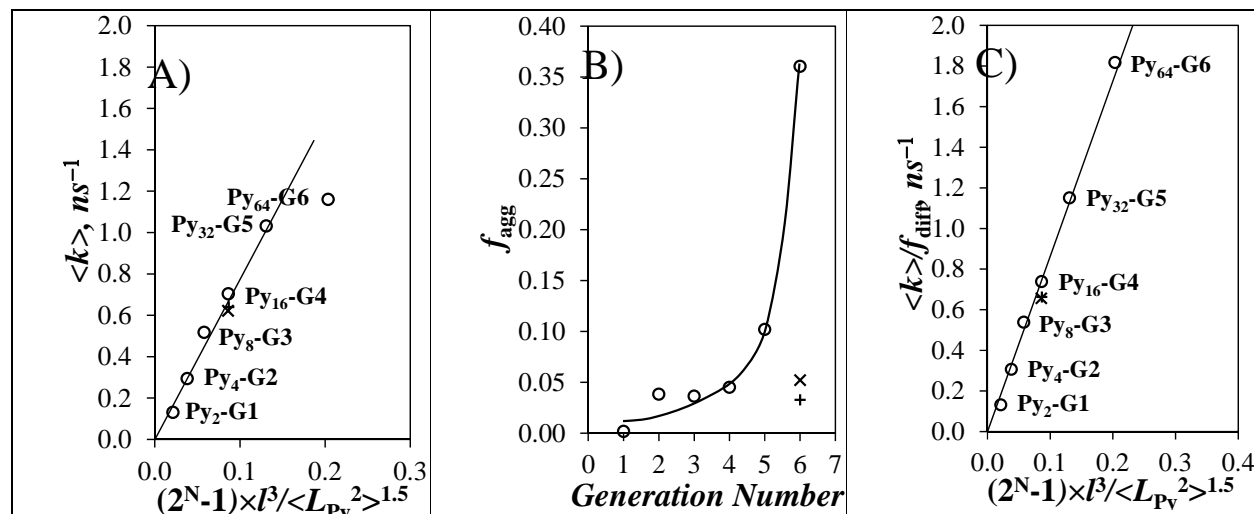 A)
<k>, ns⁻¹
2.0
1.8
1.6
1.4
1.2
1.0
0.8
0.6
0.4
0.2
0.0
Py₆₄-G6
Py₃₂-G5
Py₁₆-G4
Py₈-G3
Py₄-G2
Py₂-G1
0.0 0.1 0.2 0.3
(2ᴺ-1)×l³/<L_Py²>¹·⁵
B)
f_agg
0.40
0.35
0.30
0.25
0.20
0.15
0.10
0.05
0.00
0 1 2 3 4 5 6 7
Generation Number
C)
<k>/f_diff, ns⁻¹
2.0
1.8
1.6
1.4
1.2
1.0
0.8
0.6
0.4
0.2
0.0
Py₆₄-G6
Py₃₂-G5
Py₁₆-G4
Py₈-G3
Py₄-G2
Py₂-G1
0.0 0.1 0.2 0.3 0.4
(2ᴺ-1)×l³/<L_Py²>¹·⁵